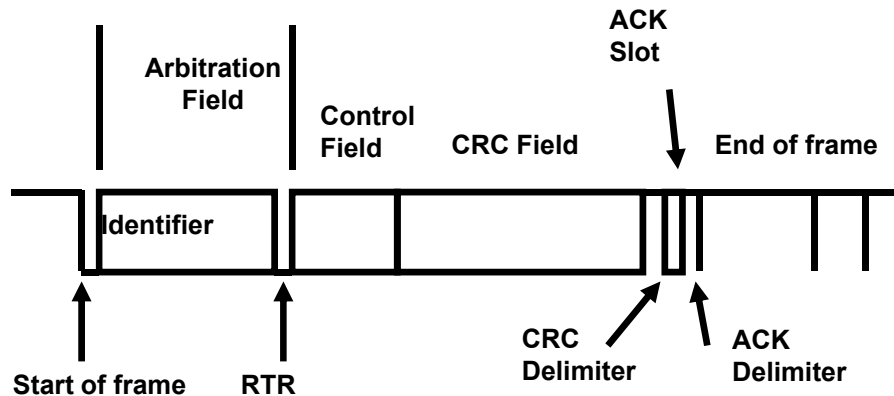 ACK
Slot
Arbitration
Field
Control
Field
CRC Field
End of frame
Identifier
CRC
Delimiter
ACK
Delimiter
Start of frame
RTR